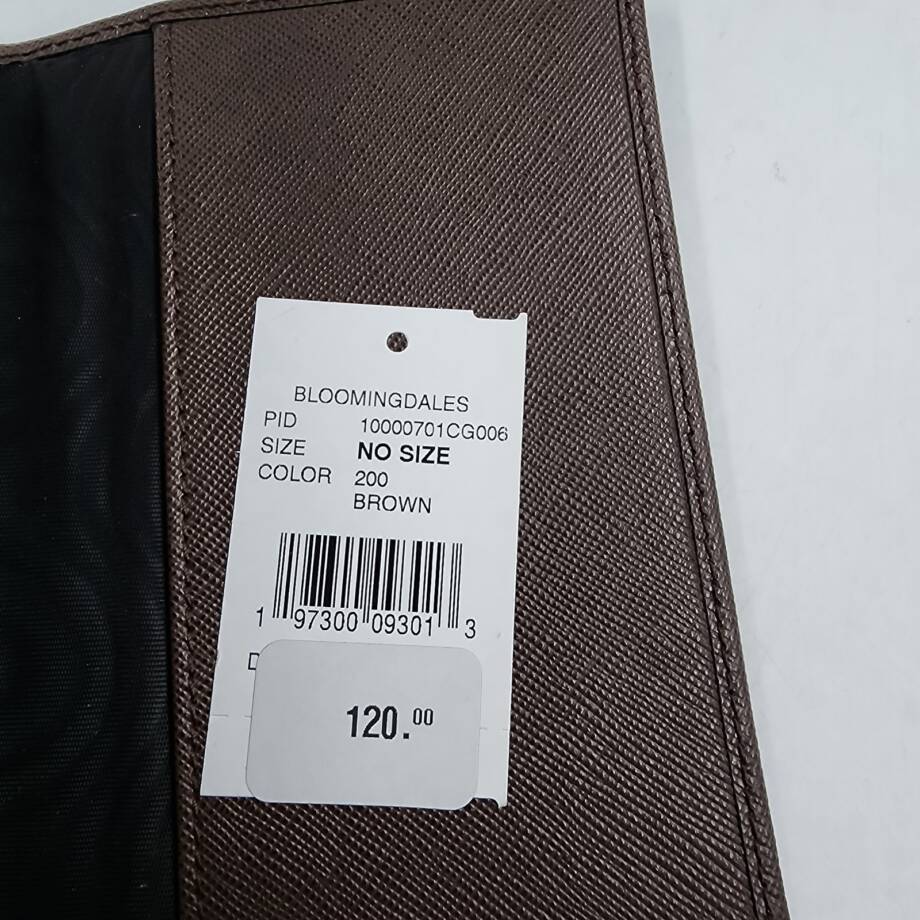 BLOOMINGDALES
PID 10000701CG006
SIZE NO SIZE
COLOR 200
BROWN
1 97300 09301 3
D
120.00